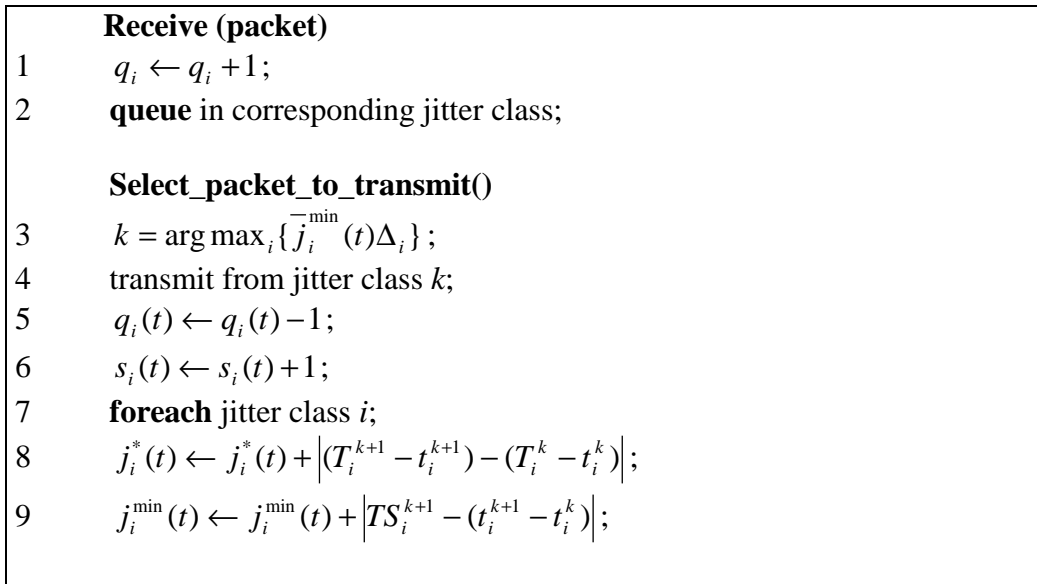 Receive (packet)
1 q_i ← q_i +1;
2 queue in corresponding jitter class;
Select_packet_to_transmit()
3 k = arg max_i { \overline{j}_i^{min} (t)Δ_i } ;
4 transmit from jitter class k;
5 q_i (t) ← q_i (t) −1;
6 s_i (t) ← s_i (t) +1;
7 foreach jitter class i;
8 j_i^* (t) ← j_i^* (t) + |(T_i^{k+1} − t_i^{k+1}) − (T_i^k − t_i^k)|;
9 j_i^{min} (t) ← j_i^{min} (t) + |TS_i^{k+1} − (t_i^{k+1} − t_i^k)|;